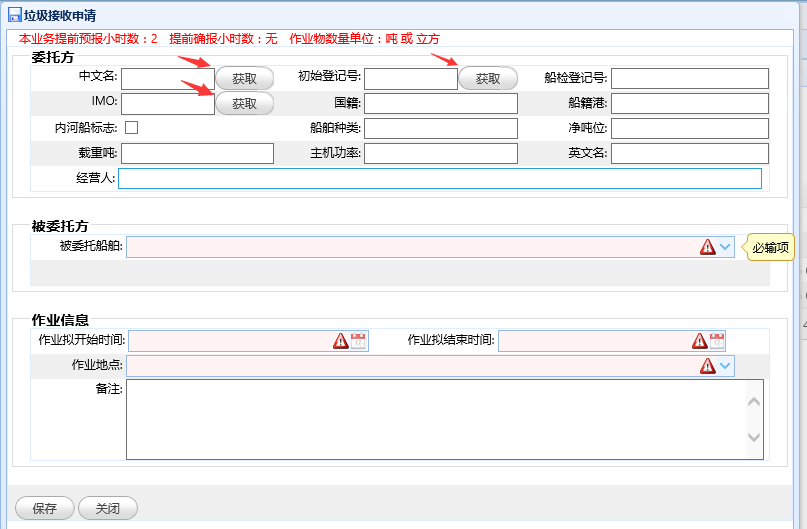 垃圾接收申请
本业务提前预报小时数：2 提前确报小时数：无 作业物数量单位：吨 或 立方
委托方
中文名: 获取 初始登记号: 获取 船检登记号:
IMO: 获取 国籍: 船籍港:
内河船标志: 船舶种类: 净吨位:
载重吨: 主机功率: 英文名:
经营人:
被委托方
被委托船舶: 必输项
作业信息
作业拟开始时间: 作业拟结束时间:
作业地点:
备注:
保存 关闭